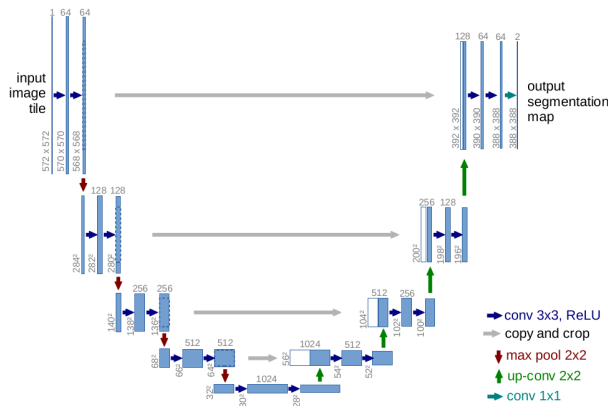 1 64 64
128 64 64 2
input
image
tile
output
segmentation
map
572 x 572
570 x 570
568 x 568
392 x 392
390 x 390
388 x 388
388 x 388
128 128
256 128
284²
282²
280²
200²
198²
196²
256 256
512 256
140²
138²
136²
104²
102²
100²
512 512
1024 512
68²
66²
64²
56²
54²
52²
1024
32²
30²
28²
conv 3x3, ReLU
copy and crop
max pool 2x2
up-conv 2x2
conv 1x1